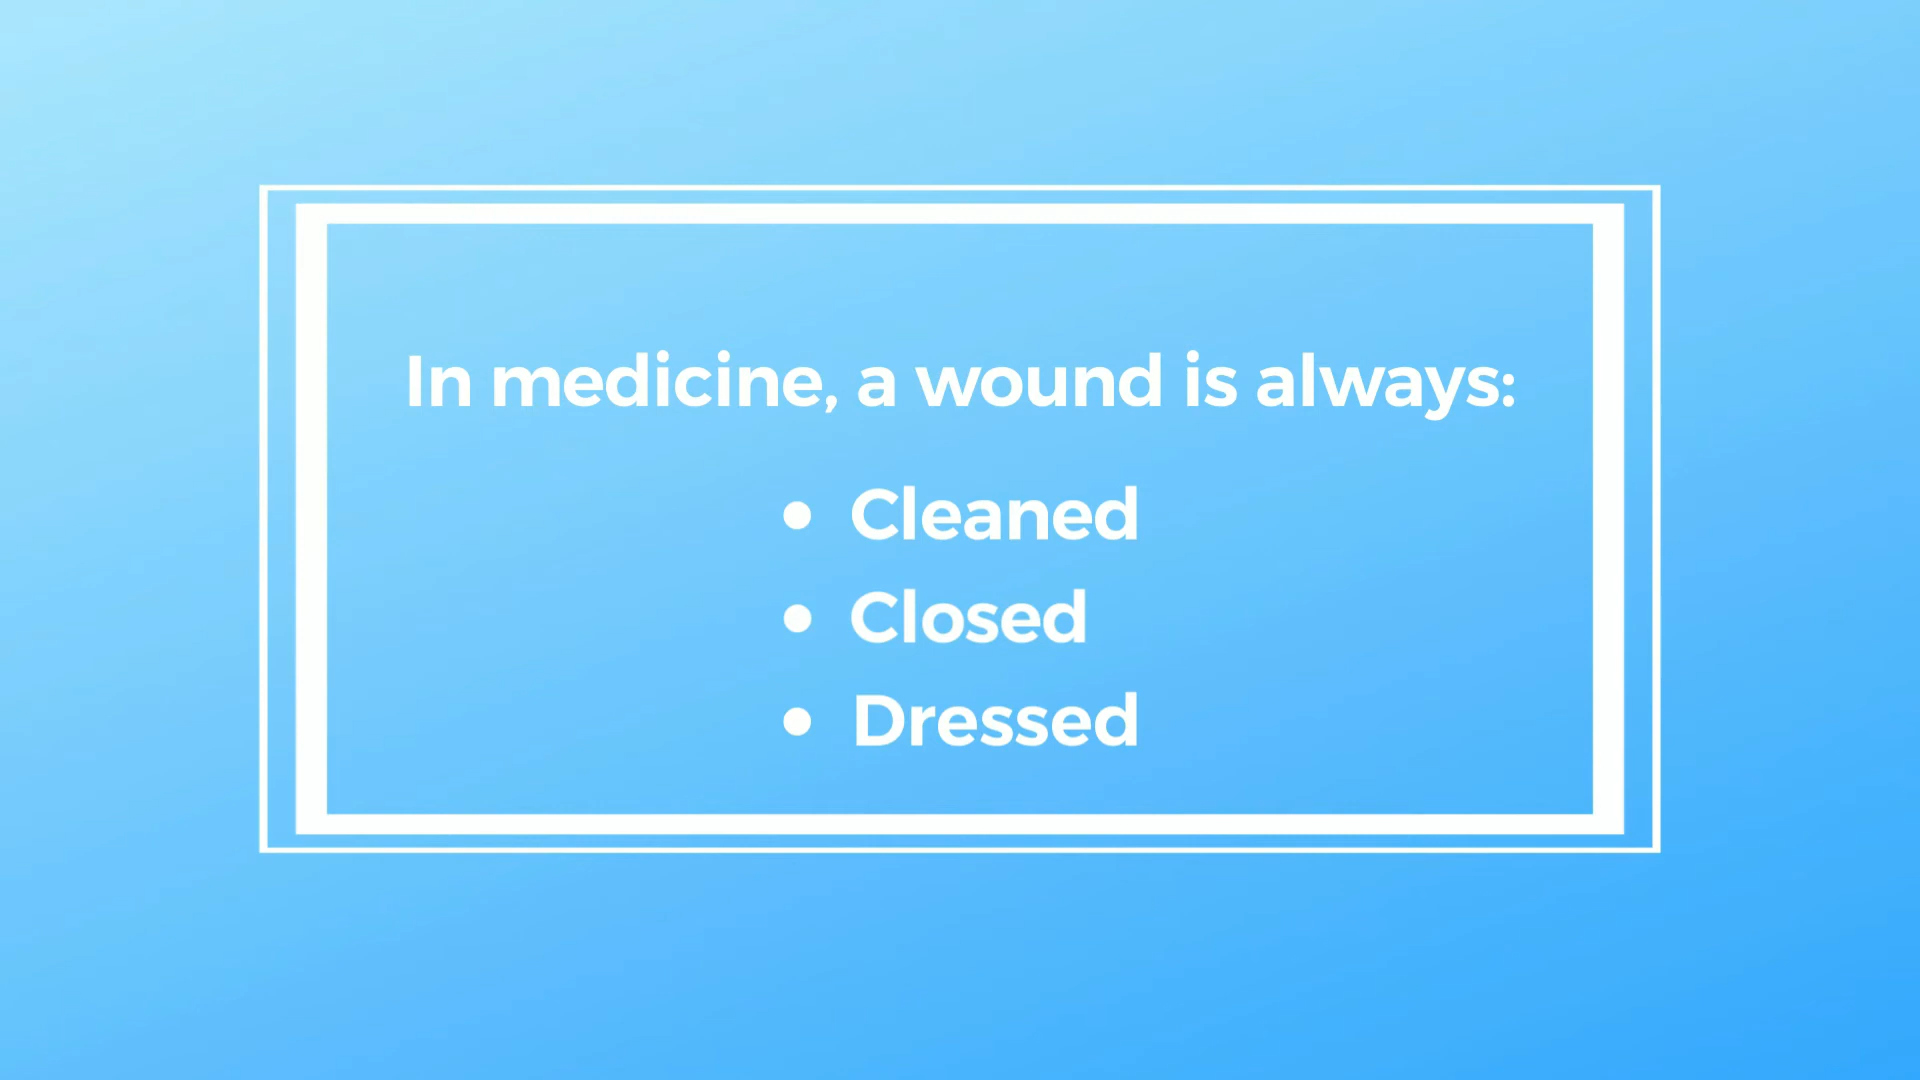 In medicine, a wound is always:
• Cleaned
• Closed
• Dressed